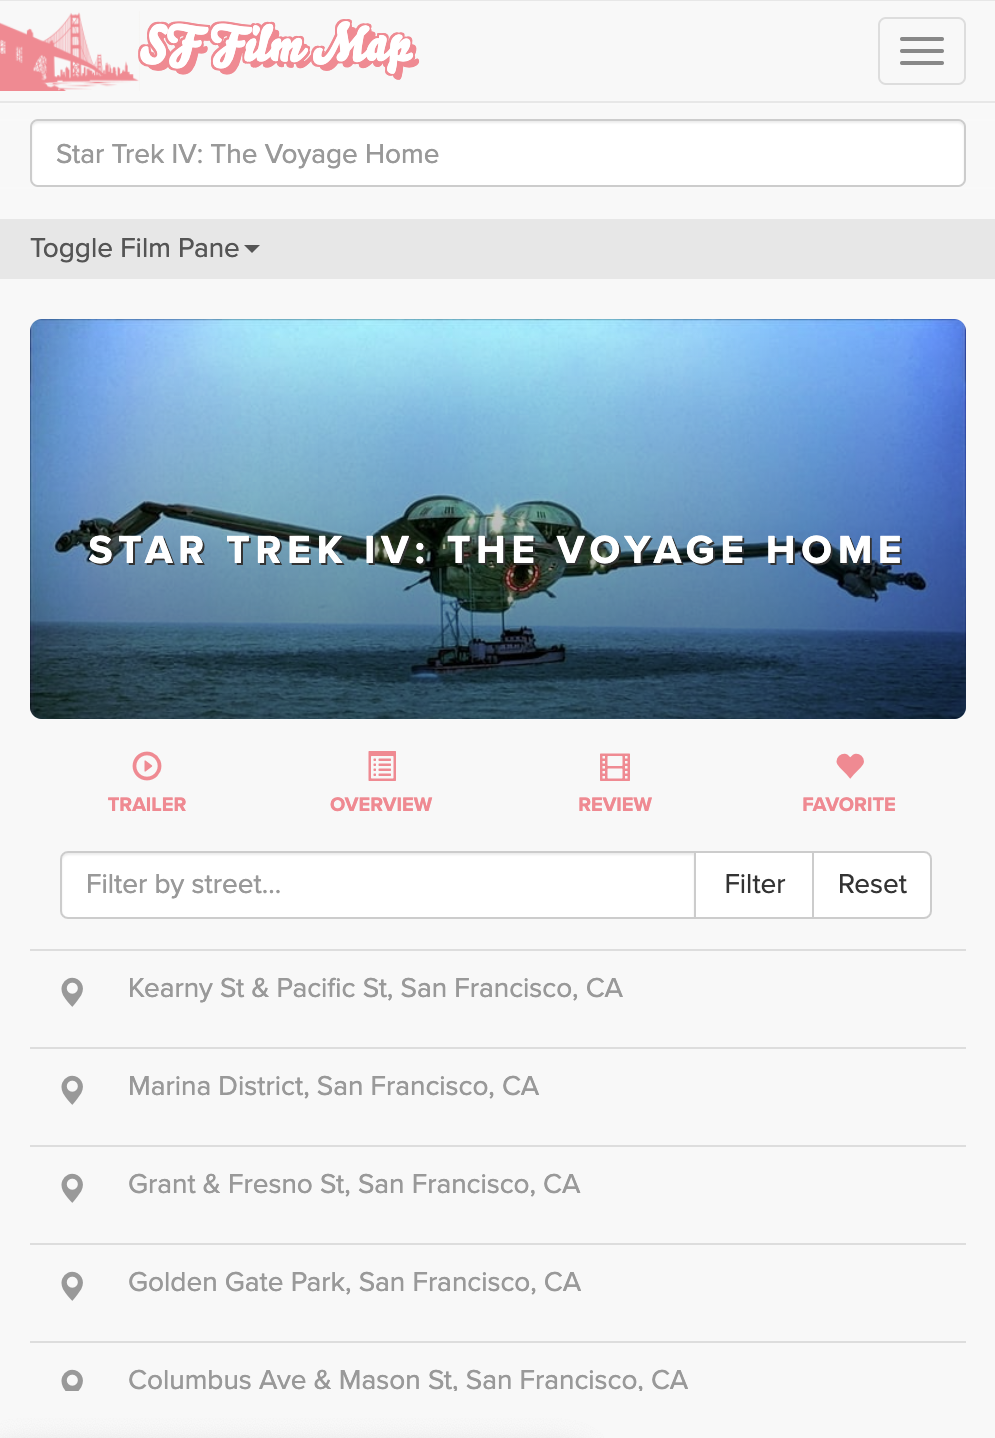 SF Film Map
Star Trek IV: The Voyage Home
Toggle Film Pane
STAR TREK IV: THE VOYAGE HOME
TRAILER
OVERVIEW
REVIEW
FAVORITE
Filter by street...
Filter
Reset
Kearny St & Pacific St, San Francisco, CA
Marina District, San Francisco, CA
Grant & Fresno St, San Francisco, CA
Golden Gate Park, San Francisco, CA
Columbus Ave & Mason St, San Francisco, CA